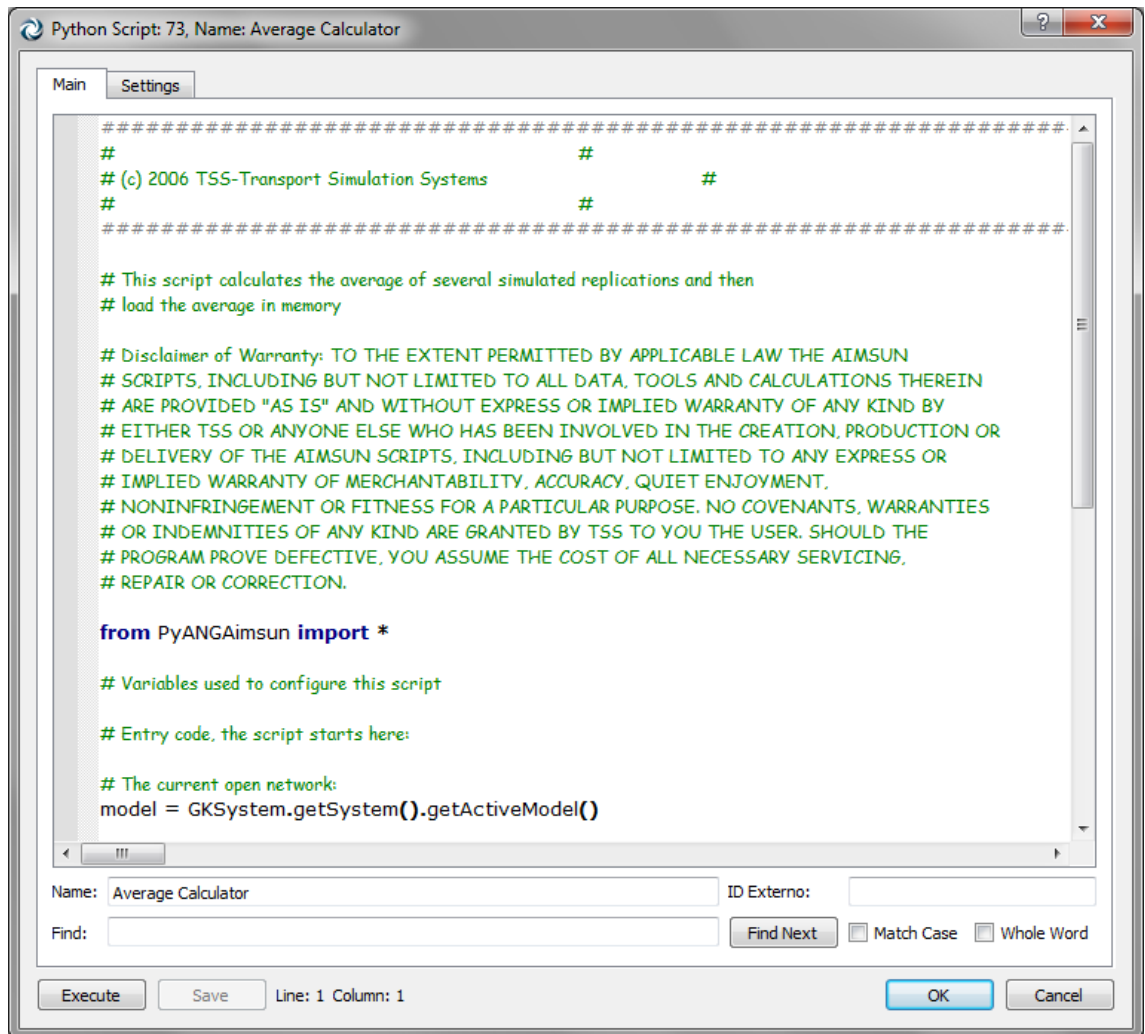 Python Script: 73, Name: Average Calculator
Main Settings
#################################################################
# #
# (c) 2006 TSS-Transport Simulation Systems #
# #
#################################################################
# This script calculates the average of several simulated replications and then
# load the average in memory
# Disclaimer of Warranty: TO THE EXTENT PERMITTED BY APPLICABLE LAW THE AIMSUN
# SCRIPTS, INCLUDING BUT NOT LIMITED TO ALL DATA, TOOLS AND CALCULATIONS THEREIN
# ARE PROVIDED "AS IS" AND WITHOUT EXPRESS OR IMPLIED WARRANTY OF ANY KIND BY
# EITHER TSS OR ANYONE ELSE WHO HAS BEEN INVOLVED IN THE CREATION, PRODUCTION OR
# DELIVERY OF THE AIMSUN SCRIPTS, INCLUDING BUT NOT LIMITED TO ANY EXPRESS OR
# IMPLIED WARRANTY OF MERCHANTABILITY, ACCURACY, QUIET ENJOYMENT,
# NONINFRINGEMENT OR FITNESS FOR A PARTICULAR PURPOSE. NO COVENANTS, WARRANTIES
# OR INDEMNITIES OF ANY KIND ARE GRANTED BY TSS TO YOU THE USER. SHOULD THE
# PROGRAM PROVE DEFECTIVE, YOU ASSUME THE COST OF ALL NECESSARY SERVICING,
# REPAIR OR CORRECTION.
from PyANGAimsun import *
# Variables used to configure this script
# Entry code, the script starts here:
# The current open network:
model = GKSystem.getSystem().getActiveModel()
Name: Average Calculator ID Externo:
Find: Find Next Match Case Whole Word
Execute Save Line: 1 Column: 1 OK Cancel